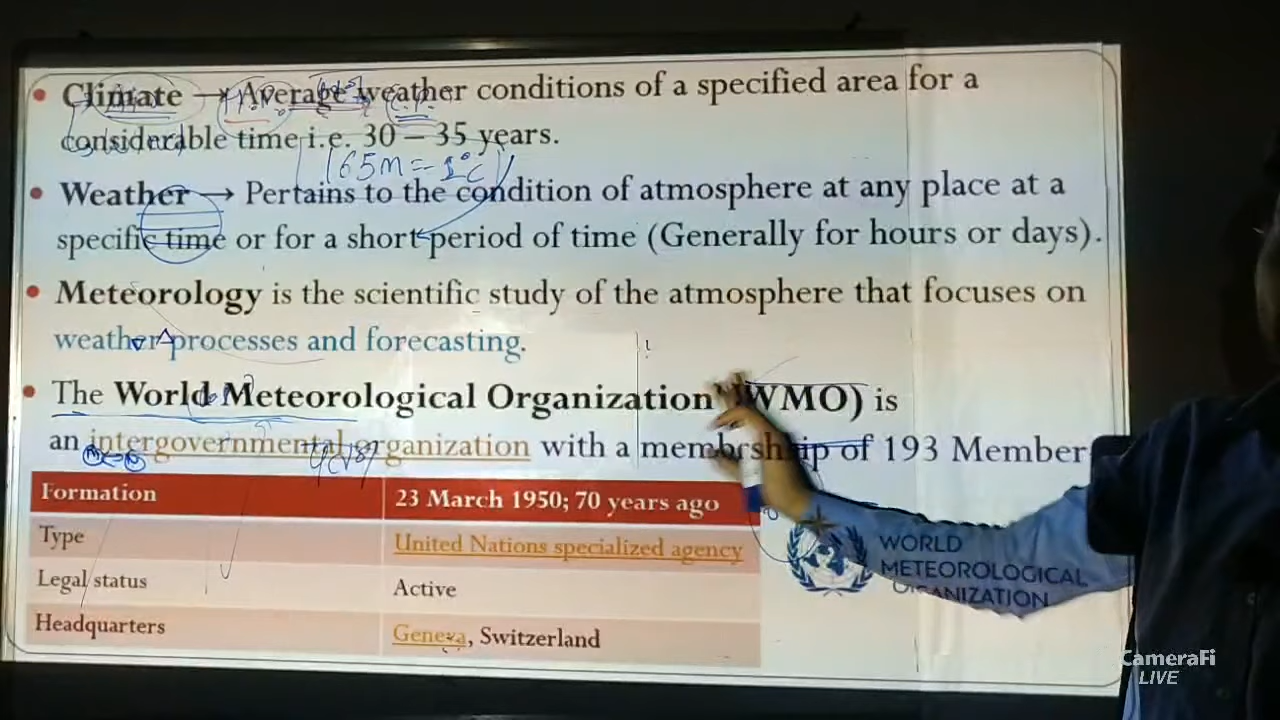 • Climate → Average weather conditions of a specified area for a
considerable time i.e. 30 – 35 years.
165m = 1°C
• Weather → Pertains to the condition of atmosphere at any place at a
specific time or for a short period of time (Generally for hours or days).
• Meteorology is the scientific study of the atmosphere that focuses on
weather processes and forecasting.
• The World Meteorological Organization (WMO) is
an intergovernmental organization with a membrship of 193 Member
Formation 23 March 1950; 70 years ago
Type United Nations specialized agency
Legal status Active
Headquarters Geneva, Switzerland
WORLD
METEOROLOGICAL
ORGANIZATION
CameraFi
LIVE